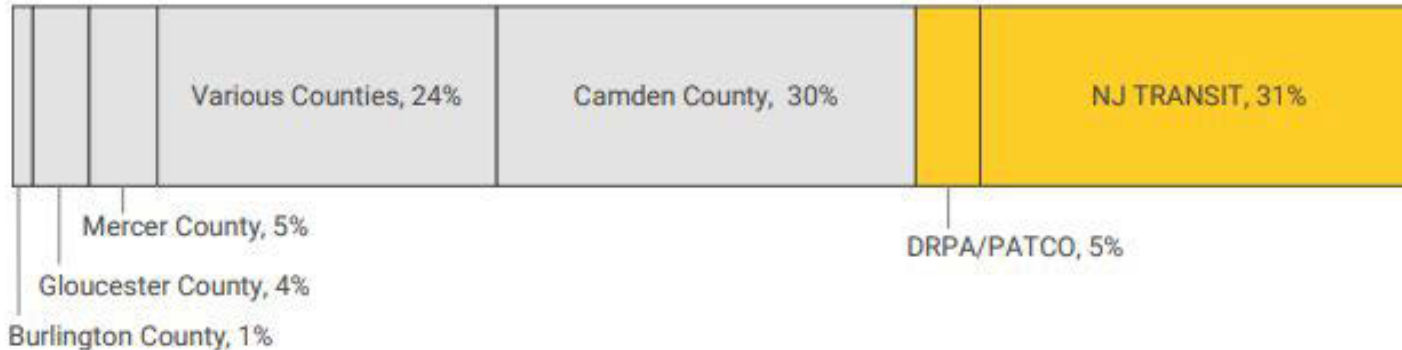 Various Counties, 24%
Camden County, 30%
NJ TRANSIT, 31%
Mercer County, 5%
DRPA/PATCO, 5%
Gloucester County, 4%
Burlington County, 1%